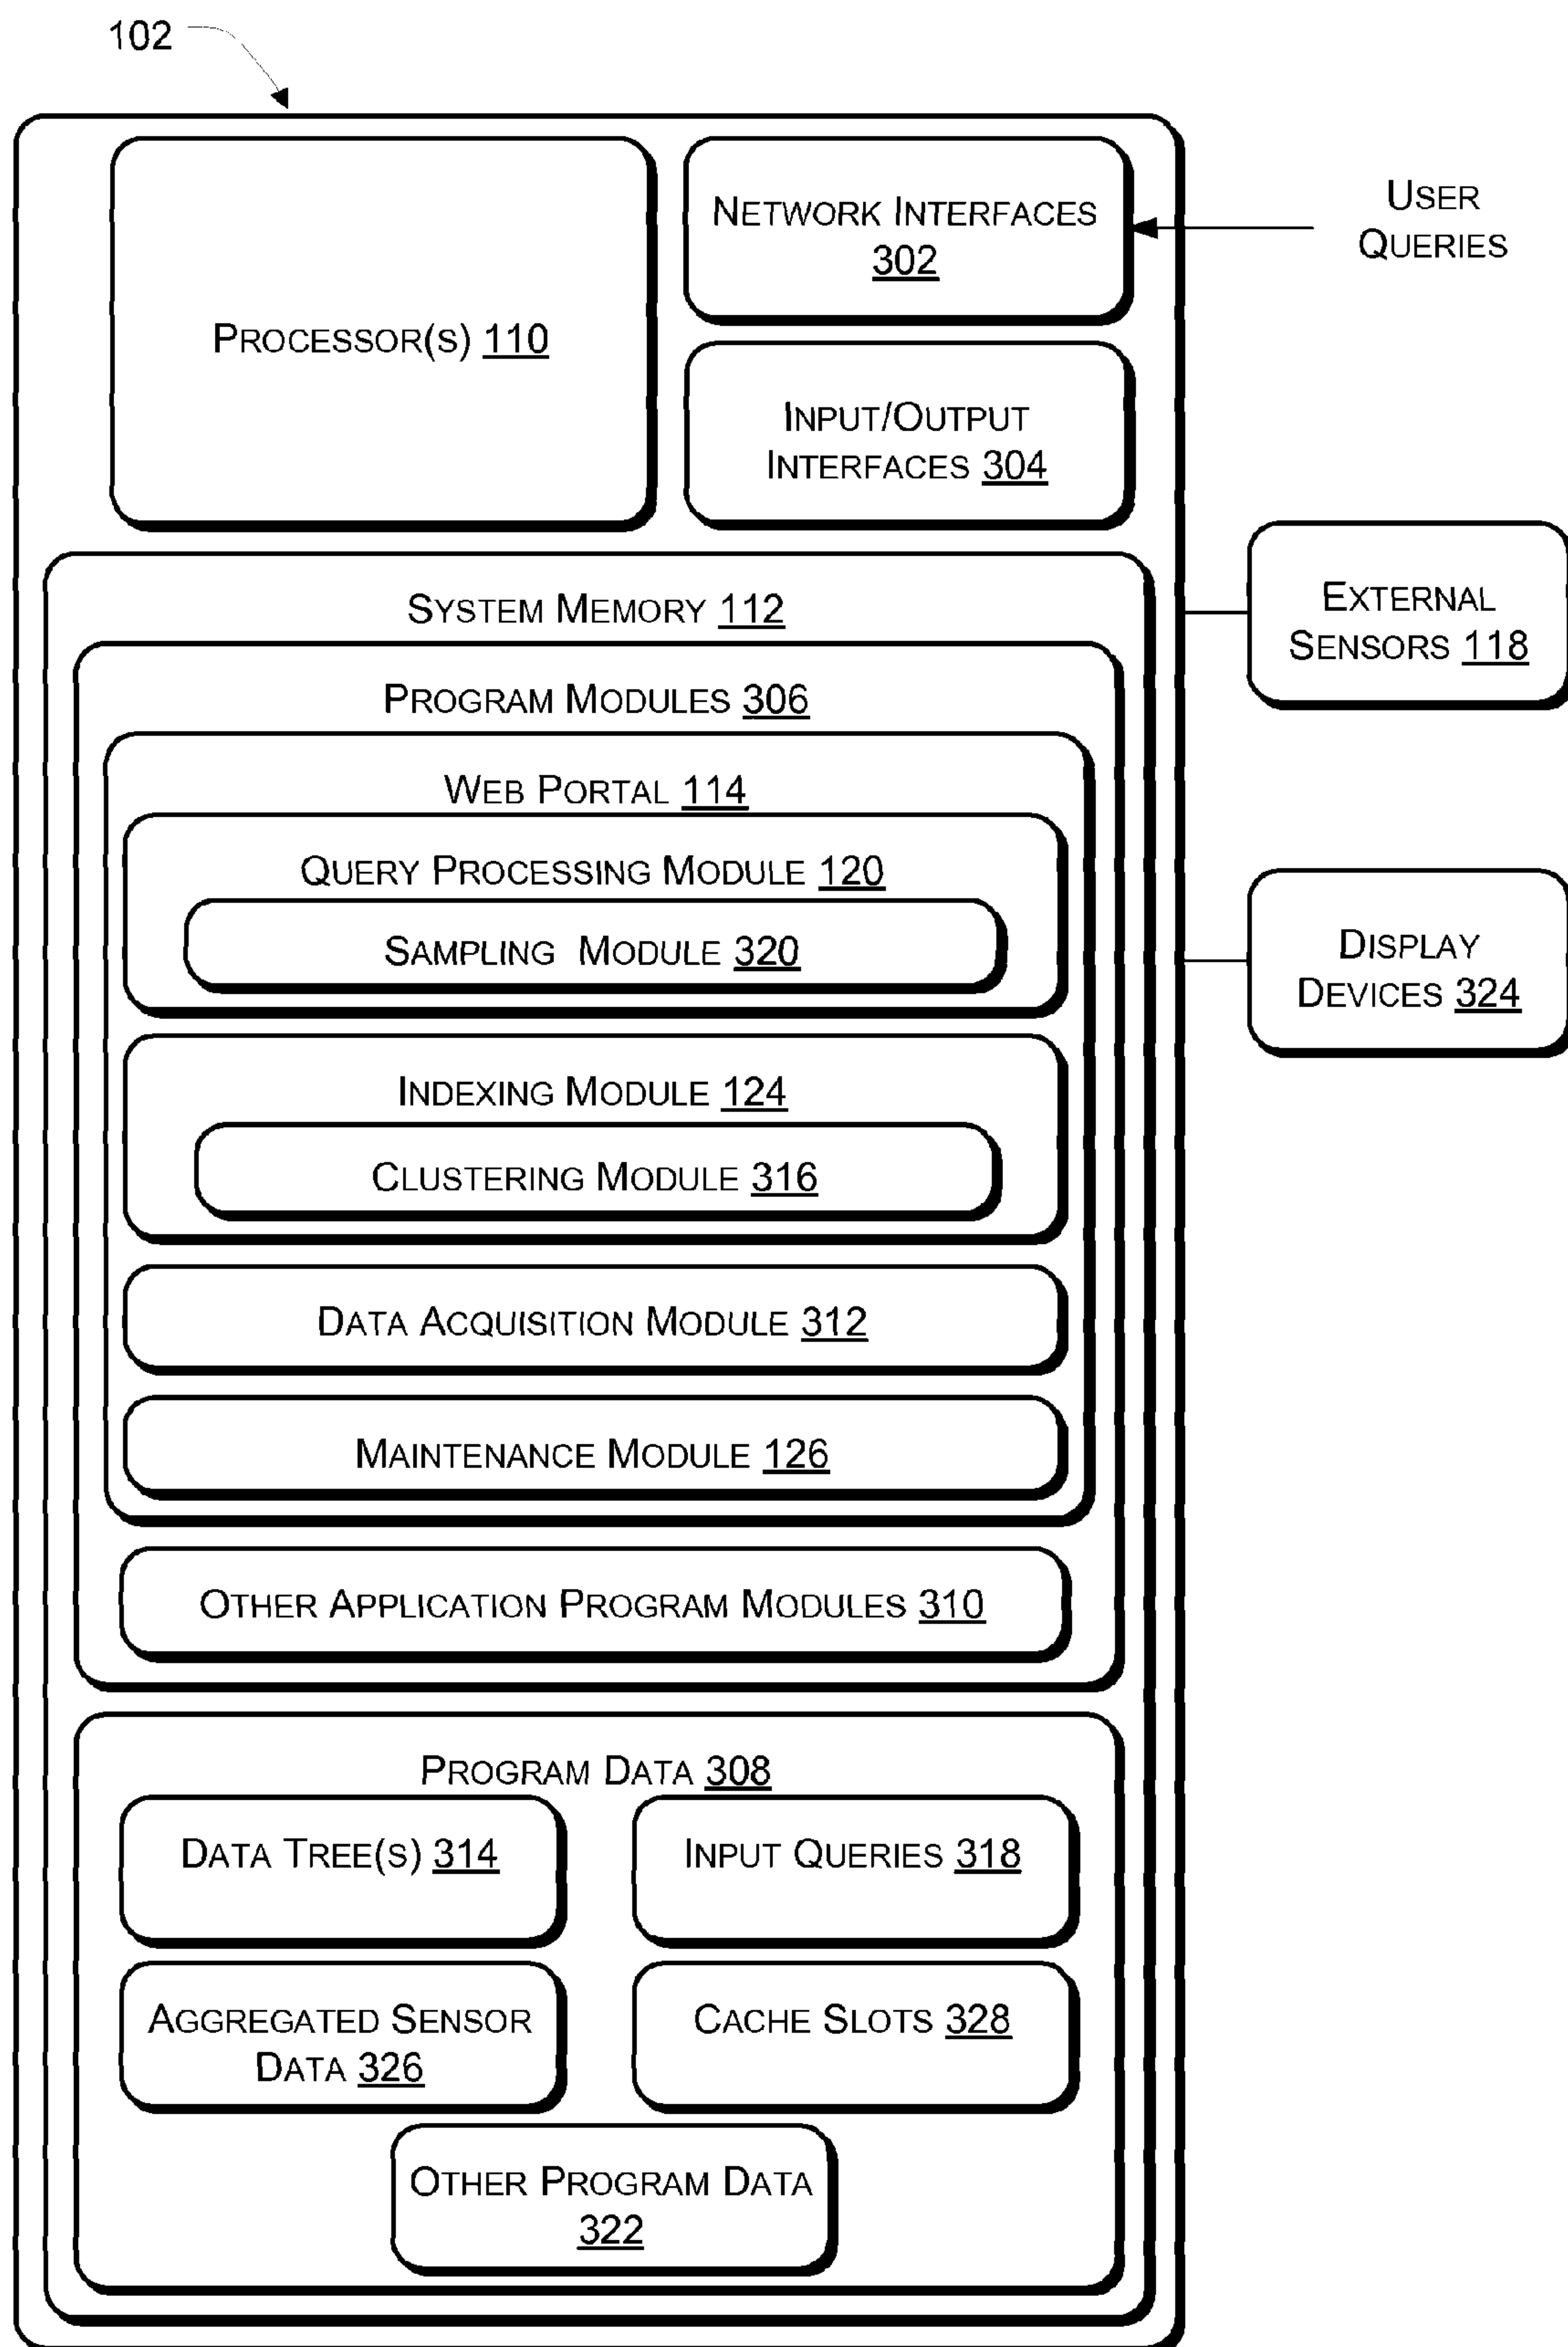 102
PROCESSOR(S) 110
NETWORK INTERFACES
302
USER
QUERIES
INPUT/OUTPUT
INTERFACES 304
SYSTEM MEMORY 112
EXTERNAL
SENSORS 118
PROGRAM MODULES 306
WEB PORTAL 114
QUERY PROCESSING MODULE 120
SAMPLING MODULE 320
DISPLAY
DEVICES 324
INDEXING MODULE 124
CLUSTERING MODULE 316
DATA ACQUISITION MODULE 312
MAINTENANCE MODULE 126
OTHER APPLICATION PROGRAM MODULES 310
PROGRAM DATA 308
DATA TREE(S) 314
INPUT QUERIES 318
AGGREGATED SENSOR
DATA 326
CACHE SLOTS 328
OTHER PROGRAM DATA
322